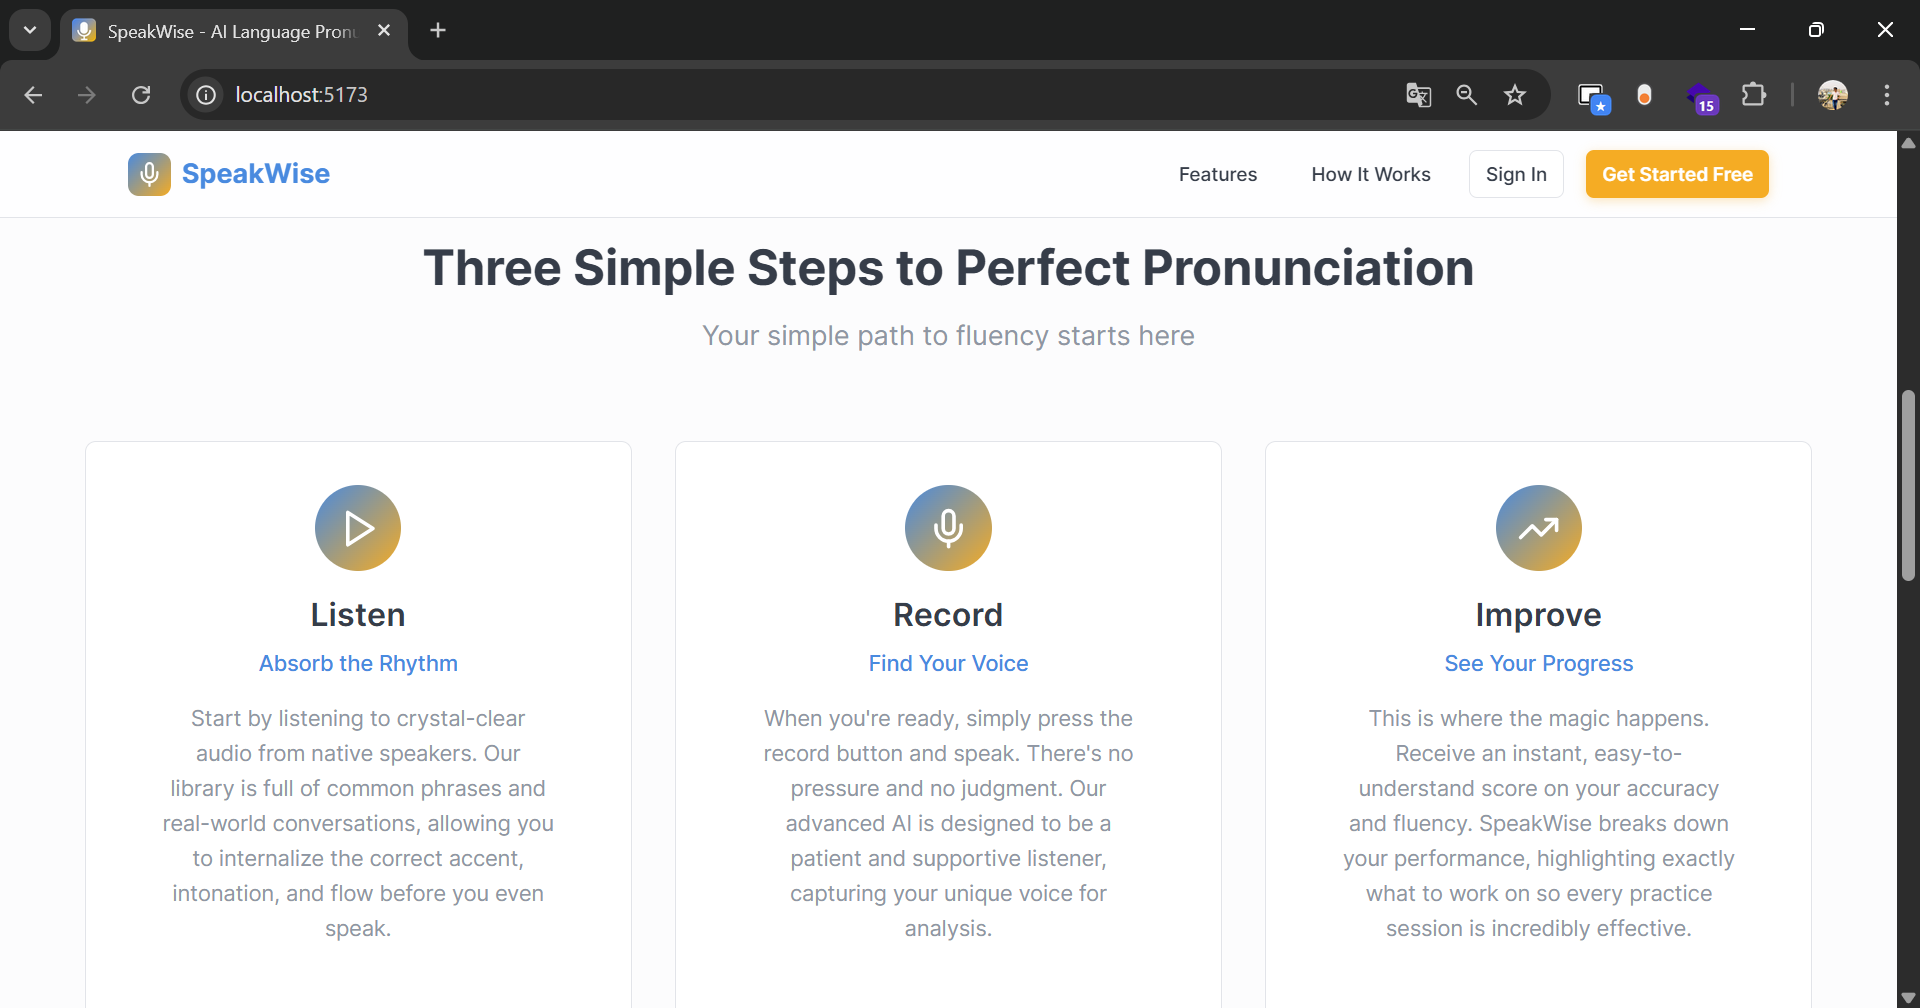 SpeakWise - AI Language Pron
localhost:5173
15
SpeakWise
Features
How It Works
Sign In
Get Started Free
Three Simple Steps to Perfect Pronunciation
Your simple path to fluency starts here
Listen
Absorb the Rhythm
Start by listening to crystal-clear
audio from native speakers. Our
library is full of common phrases and
real-world conversations, allowing you
to internalize the correct accent,
intonation, and flow before you even
speak.
Record
Find Your Voice
When you're ready, simply press the
record button and speak. There's no
pressure and no judgment. Our
advanced AI is designed to be a
patient and supportive listener,
capturing your unique voice for
analysis.
Improve
See Your Progress
This is where the magic happens.
Receive an instant, easy-to-
understand score on your accuracy
and fluency. SpeakWise breaks down
your performance, highlighting exactly
what to work on so every practice
session is incredibly effective.